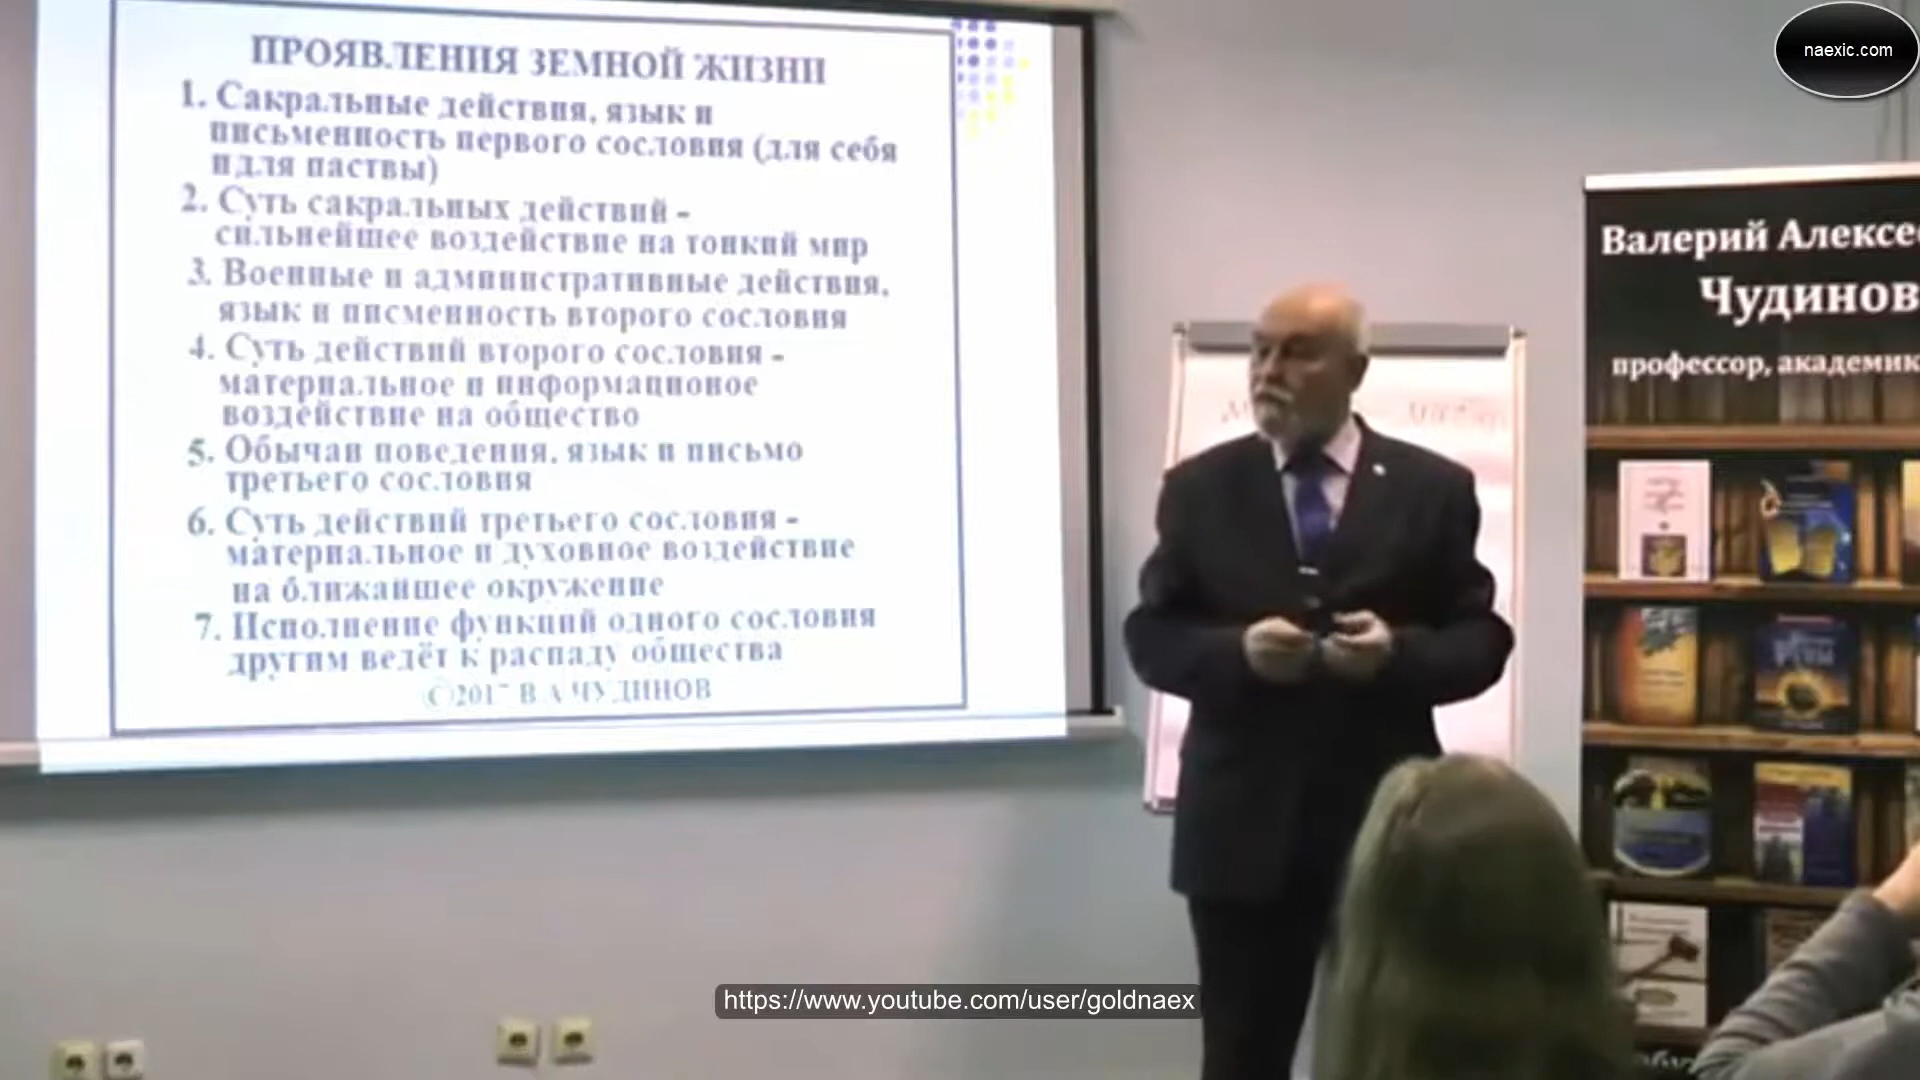 ПРОЯВЛЕНИЯ ЗЕМНОЙ ЖИЗНИ
1. Сакральные действия, язык и
письменность первого сословия (для себя
и для паствы)
2. Суть сакральных действий -
сильнейшее воздействие на тонкий мир
3. Военные и административные действия,
язык и писменность второго сословия
4. Суть действий второго сословия -
материальное и информационое
воздействие на общество
5. Обычаи поведения, язык и письмо
третьего сословия
6. Суть действий третьего сословия -
материальное и духовное воздействие
на ближайшее окружение
7. Исполнение функций одного сословия
другим ведёт к распаду общества
©2017 В.А.ЧУДИНОВ
naexic.com
Валерий Алексе
Чудинов
профессор, академик
https://www.youtube.com/user/goldnaex